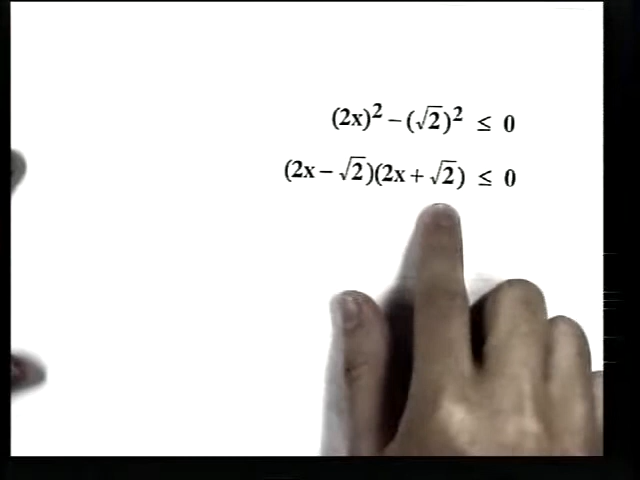 (2x)² − (√2)² ≤ 0
(2x − √2)(2x + √2) ≤ 0